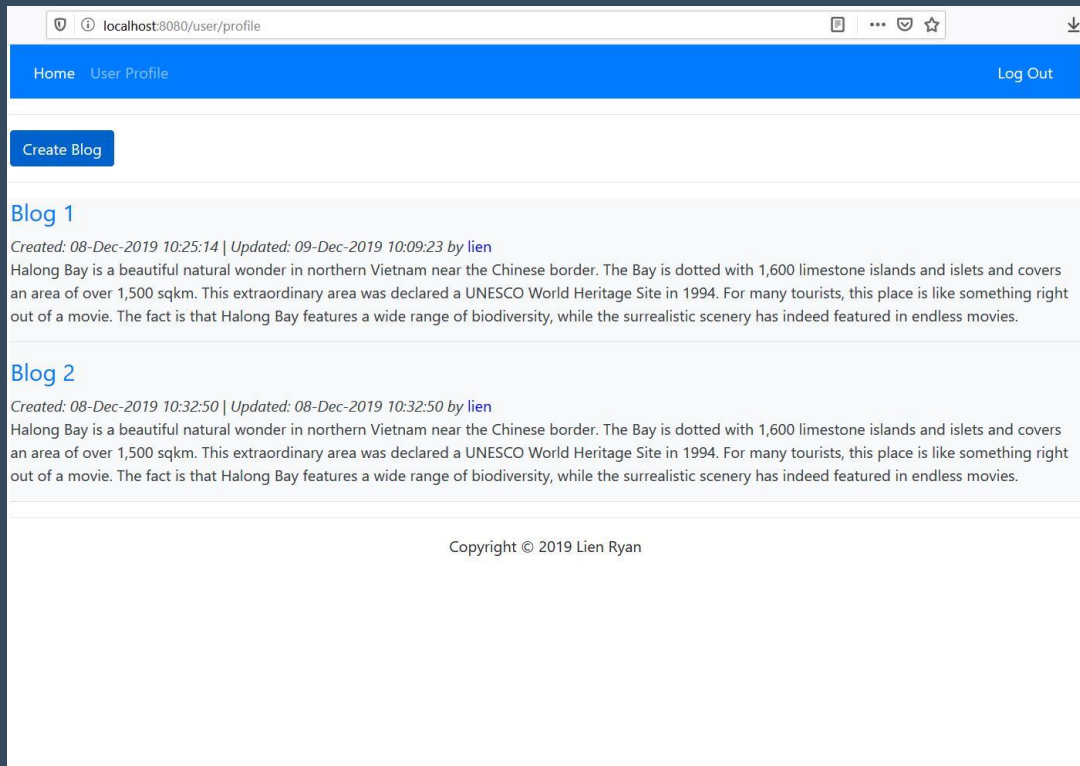 localhost:8080/user/profile
Home User Profile Log Out
Create Blog
Blog 1
Created: 08-Dec-2019 10:25:14 | Updated: 09-Dec-2019 10:09:23 by lien
Halong Bay is a beautiful natural wonder in northern Vietnam near the Chinese border. The Bay is dotted with 1,600 limestone islands and islets and covers
an area of over 1,500 sqkm. This extraordinary area was declared a UNESCO World Heritage Site in 1994. For many tourists, this place is like something right
out of a movie. The fact is that Halong Bay features a wide range of biodiversity, while the surrealistic scenery has indeed featured in endless movies.
Blog 2
Created: 08-Dec-2019 10:32:50 | Updated: 08-Dec-2019 10:32:50 by lien
Halong Bay is a beautiful natural wonder in northern Vietnam near the Chinese border. The Bay is dotted with 1,600 limestone islands and islets and covers
an area of over 1,500 sqkm. This extraordinary area was declared a UNESCO World Heritage Site in 1994. For many tourists, this place is like something right
out of a movie. The fact is that Halong Bay features a wide range of biodiversity, while the surrealistic scenery has indeed featured in endless movies.
Copyright © 2019 Lien Ryan